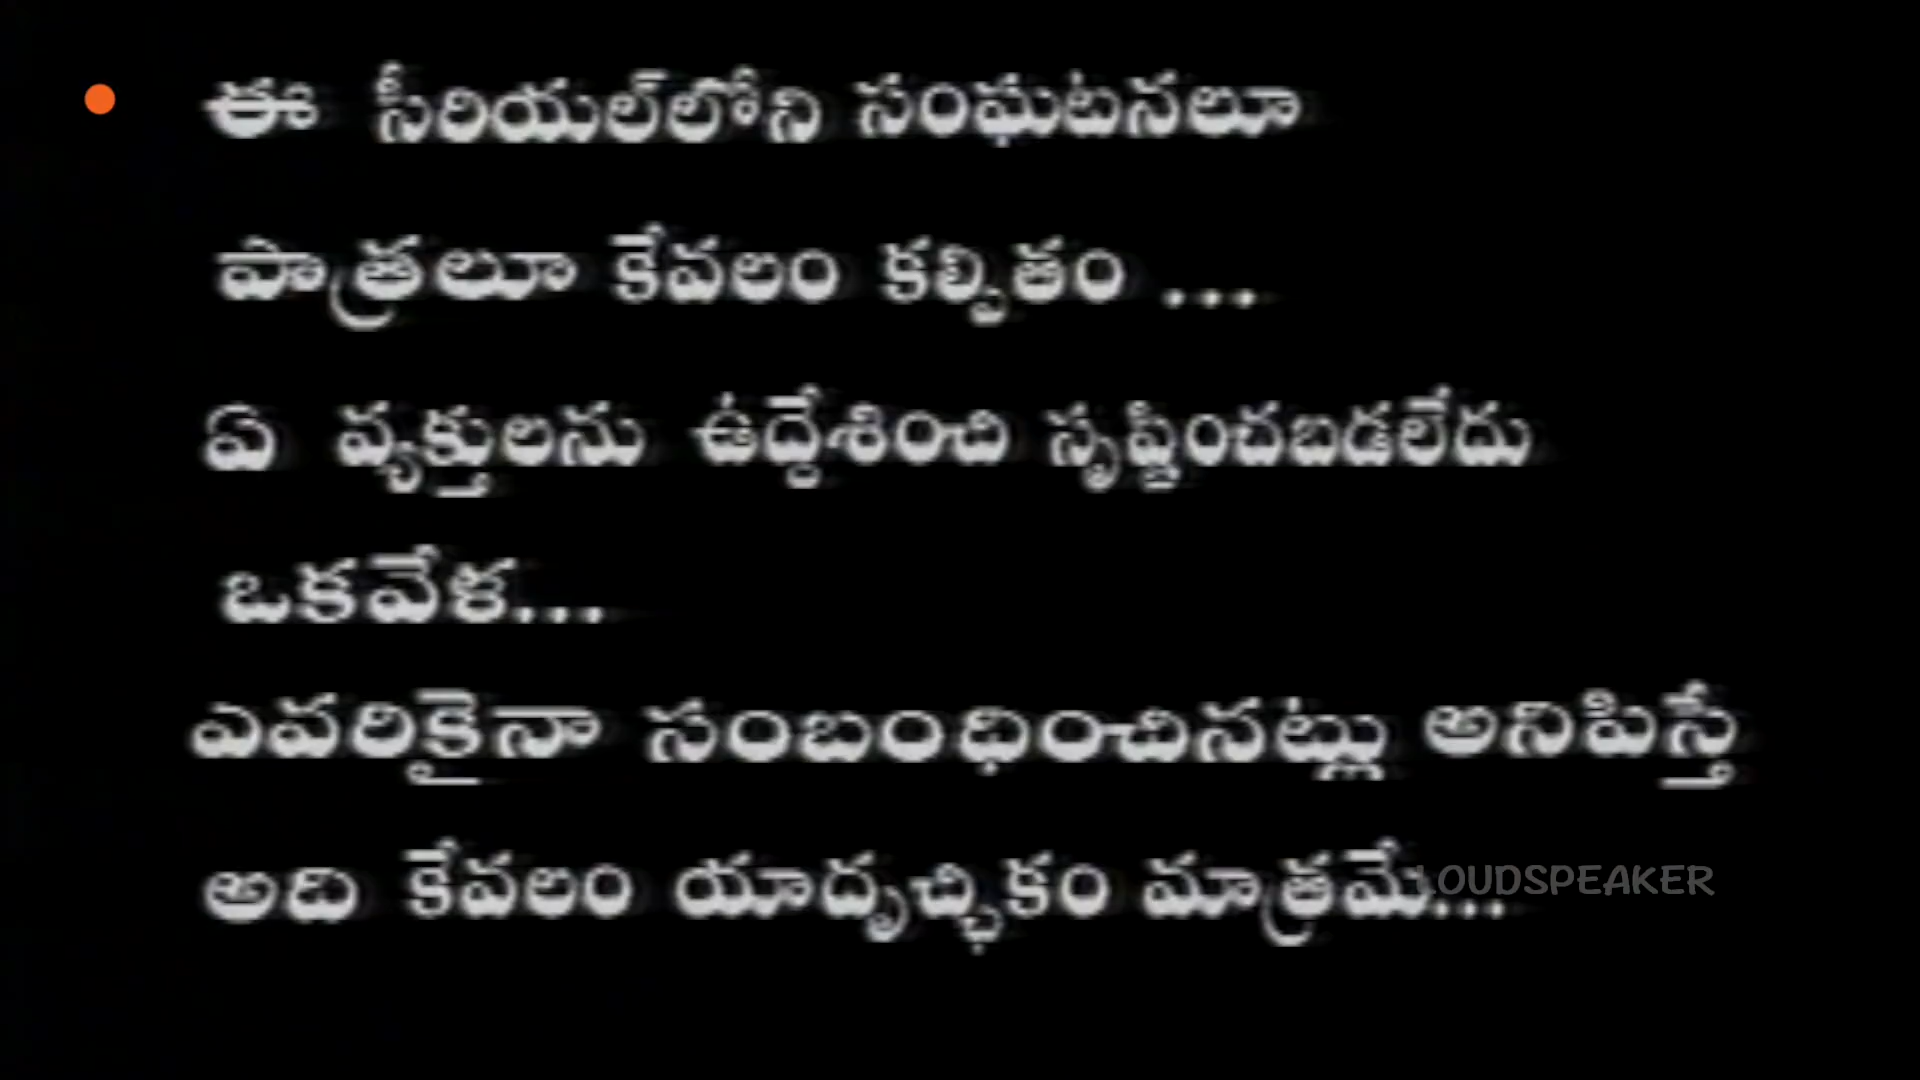 ఈ సీరియల్‌లోని సంఘటనలూ
పాత్రలూ కేవలం కల్పితం ...
ఏ వ్యక్తులను ఉద్దేశించి సృష్టించబడలేదు
ఒకవేళ...
ఎవరికైనా సంబంధించినట్లు అనిపిస్తే
అది కేవలం యాదృచ్ఛికం మాత్రమే...
LOUDSPEAKER